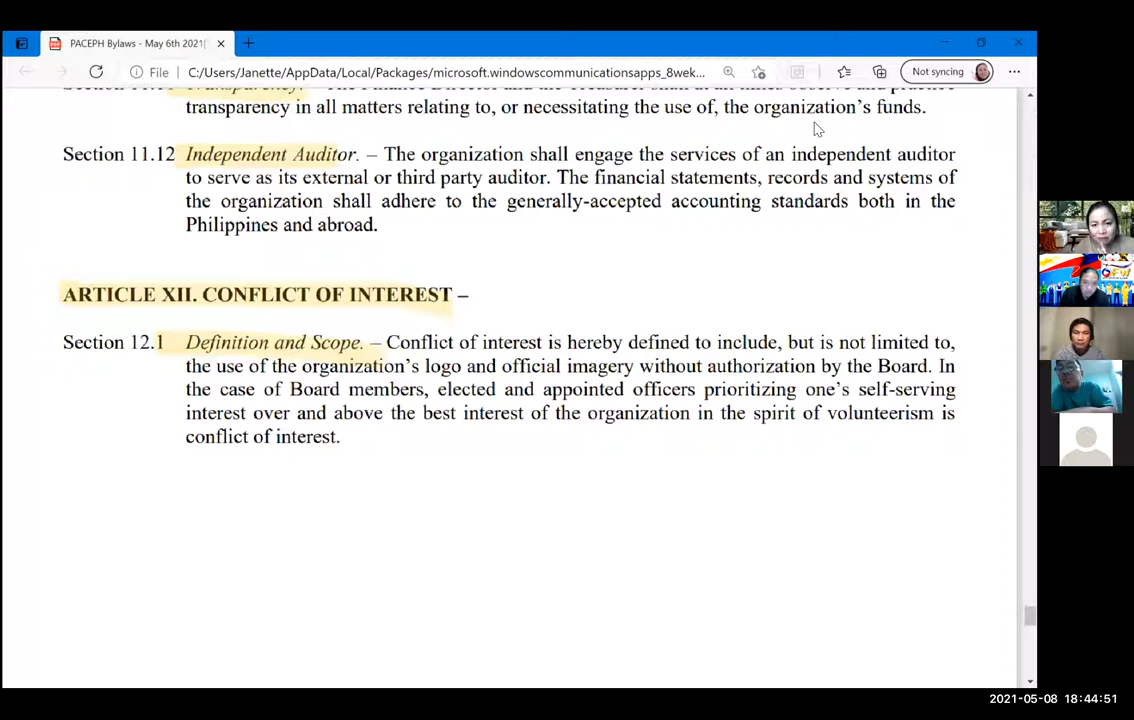 PACEPH Bylaws - May 6th 2021[
File
C:/Users/Janette/AppData/Local/Packages/microsoft.windowscommunicationsapps_8wek...
Not syncing
transparency in all matters relating to, or necessitating the use of, the organization's funds.
Section 11.12 Independent Auditor. – The organization shall engage the services of an independent auditor
to serve as its external or third party auditor. The financial statements, records and systems of
the organization shall adhere to the generally-accepted accounting standards both in the
Philippines and abroad.
ARTICLE XII. CONFLICT OF INTEREST –
Section 12.1 Definition and Scope. – Conflict of interest is hereby defined to include, but is not limited to,
the use of the organization's logo and official imagery without authorization by the Board. In
the case of Board members, elected and appointed officers prioritizing one's self-serving
interest over and above the best interest of the organization in the spirit of volunteerism is
conflict of interest.
2021-05-08 18:44:51